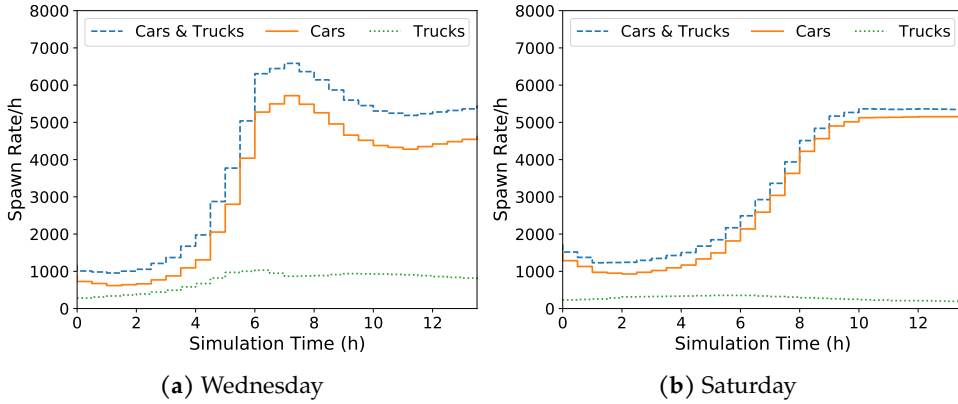 8000
7000
6000
5000
4000
3000
2000
1000
0
Spawn Rate/h
Cars & Trucks Cars Trucks
0 2 4 6 8 10 12
Simulation Time (h)
(a) Wednesday
8000
7000
6000
5000
4000
3000
2000
1000
0
Spawn Rate/h
Cars & Trucks Cars Trucks
0 2 4 6 8 10 12
Simulation Time (h)
(b) Saturday